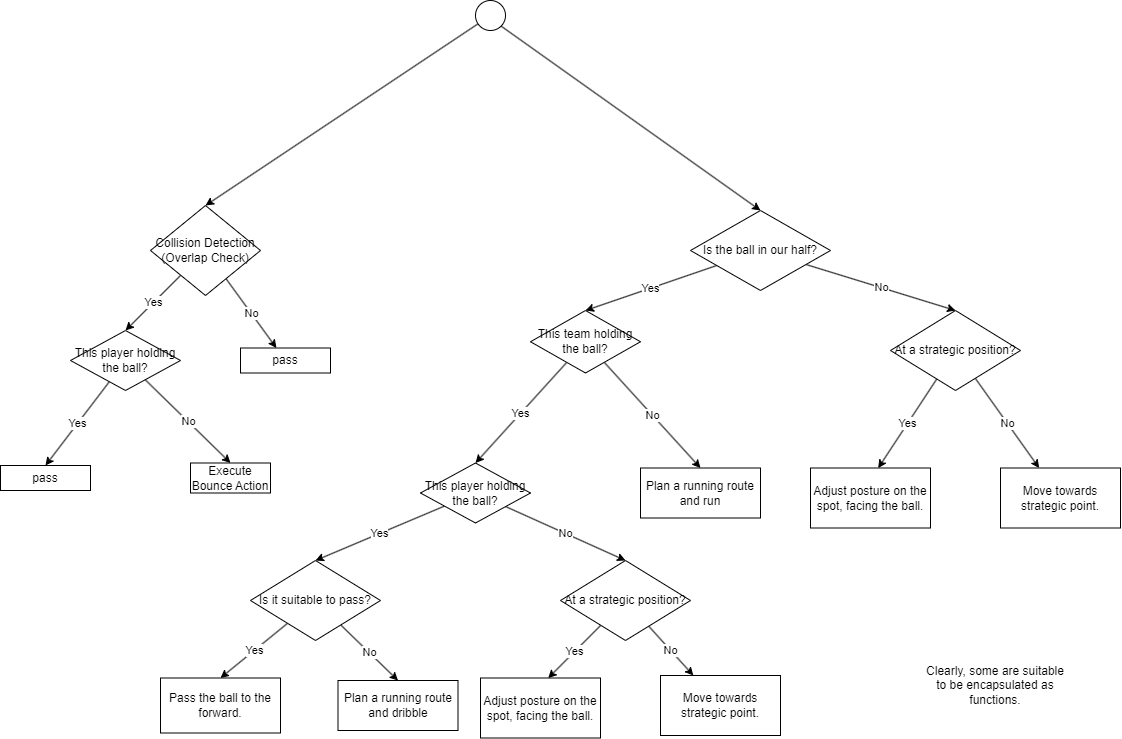 Collision Detection
(Overlap Check)
Is the ball in our half?
Yes
No
Yes
No
This team holding
the ball?
This player holding
the ball?
pass
At a strategic position?
Yes
No
Yes
No
Yes
No
pass
Execute
Bounce Action
This player holding
the ball?
Plan a running route
and run
Adjust posture on the
spot, facing the ball.
Move towards
strategic point.
Yes
No
Is it suitable to pass?
At a strategic position?
Yes
No
Yes
No
Pass the ball to the
forward.
Plan a running route
and dribble
Adjust posture on the
spot, facing the ball.
Move towards
strategic point.
Clearly, some are suitable
to be encapsulated as
functions.